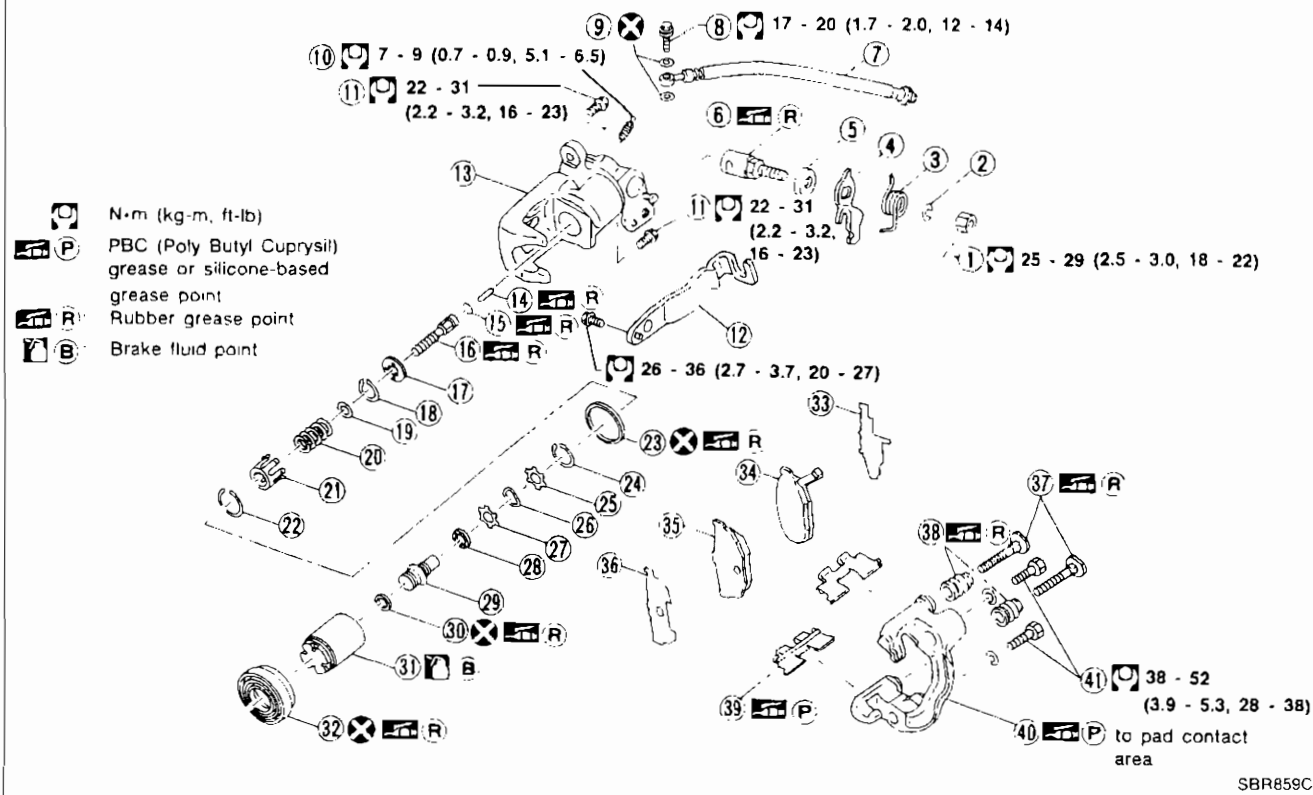 9
8 17 - 20 (1.7 - 2.0, 12 - 14)
10 7 - 9 (0.7 - 0.9, 5.1 - 6.5)
7
11 22 - 31
(2.2 - 3.2, 16 - 23)
6 R
5
4
3
2
13
11 22 - 31
(2.2 - 3.2,
16 - 23)
1 25 - 29 (2.5 - 3.0, 18 - 22)
N•m (kg-m, ft-lb)
P PBC (Poly Butyl Cuprysil)
grease or silicone-based
grease point
R Rubber grease point
B Brake fluid point
14 R
15 R
16 R
12
26 - 36 (2.7 - 3.7, 20 - 27)
17
18
19
20
21
22
23 R
24
25
26
27
28
29
30 R
31 B
32 R
33
34
35
36
37 R
38 R
39 P
41 38 - 52
(3.9 - 5.3, 28 - 38)
40 P to pad contact
area
SBR859C